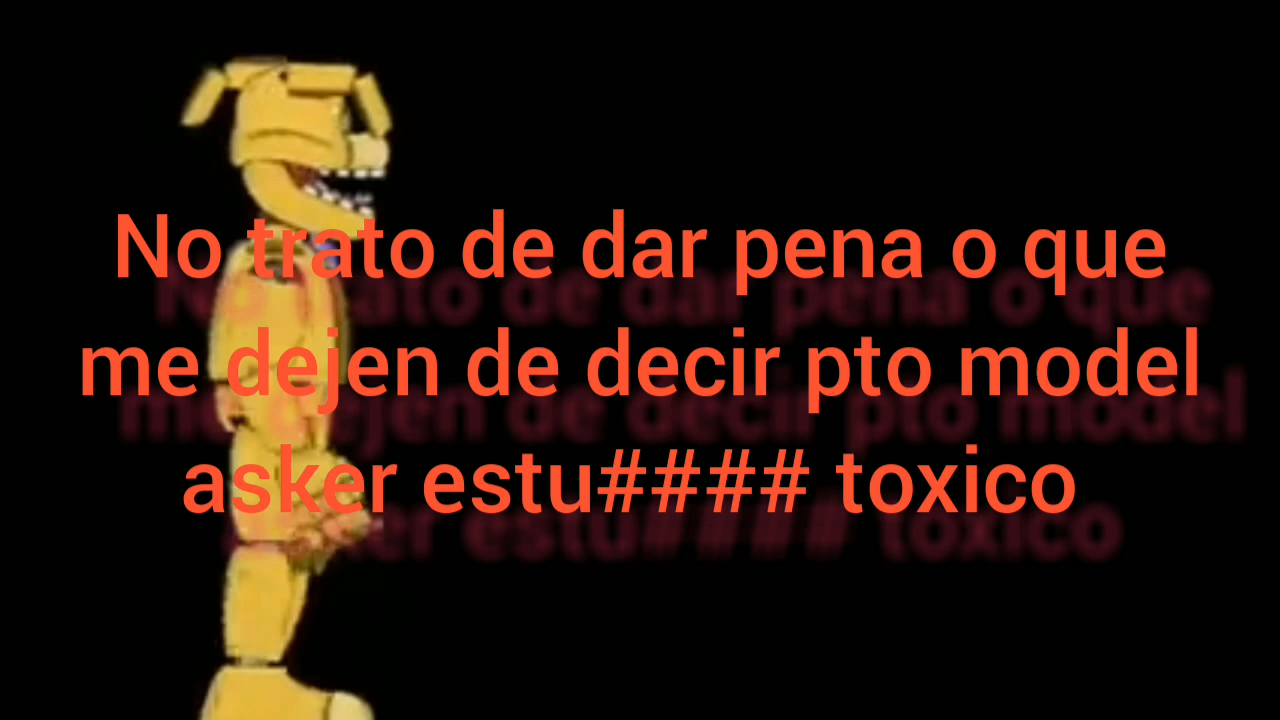 No trato de dar pena o que
me dejen de decir pto model
asker estu#### toxico